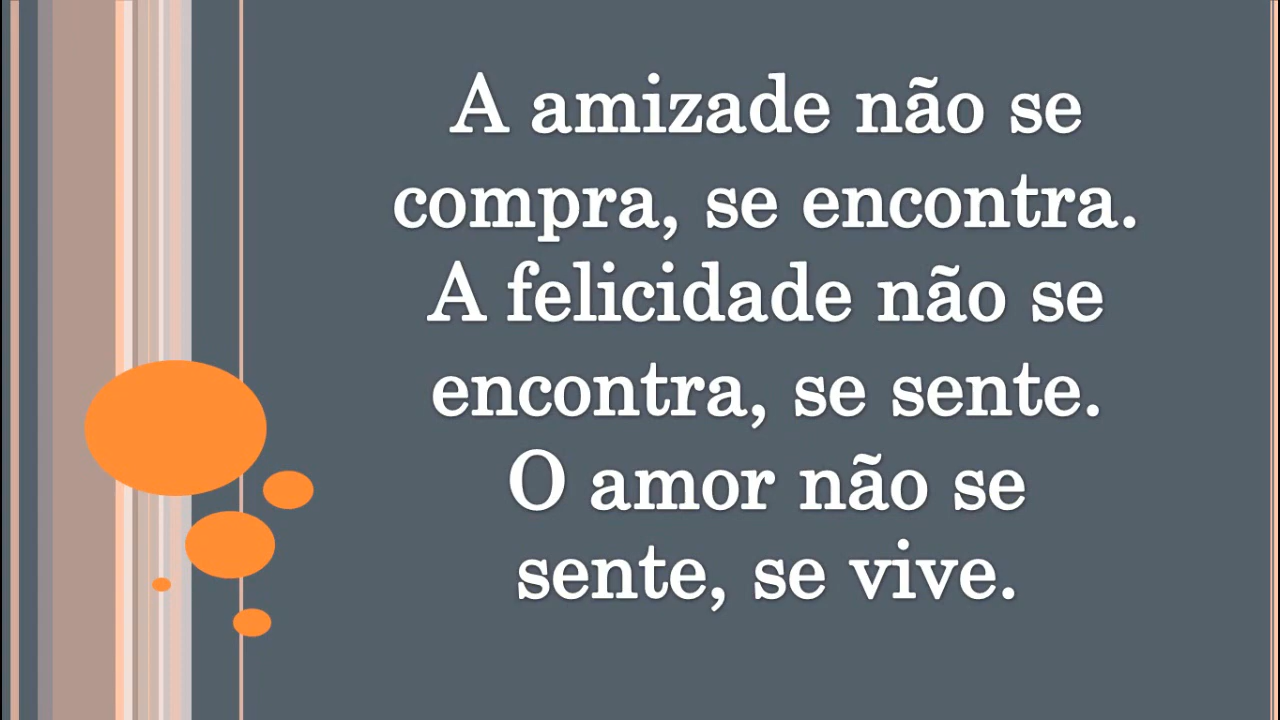 A amizade não se
compra, se encontra.
A felicidade não se
encontra, se sente.
O amor não se
sente, se vive.